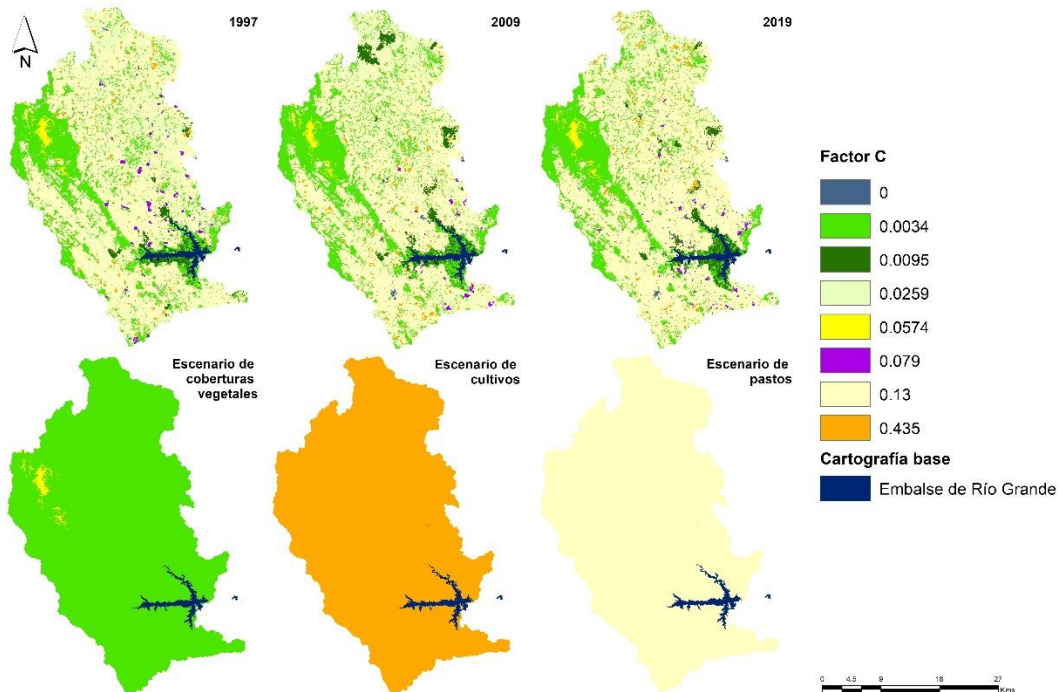 1997
2009
2019
N
Escenario de
coberturas
vegetales
Escenario de
cultivos
Escenario de
pastos
Factor C
0
0.0034
0.0095
0.0259
0.0574
0.079
0.13
0.435
Cartografía base
Embalse de Río Grande
0 4.5 9 18 27
Kms